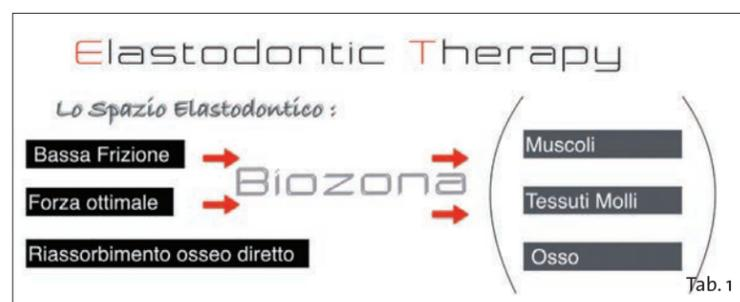 Elastodontic Therapy
Lo Spazio Elastodontico :
Bassa Frizione
Forza ottimale
Riassorbimento osseo diretto
Biozona
Muscoli
Tessuti Molli
Osso
Tab. 1